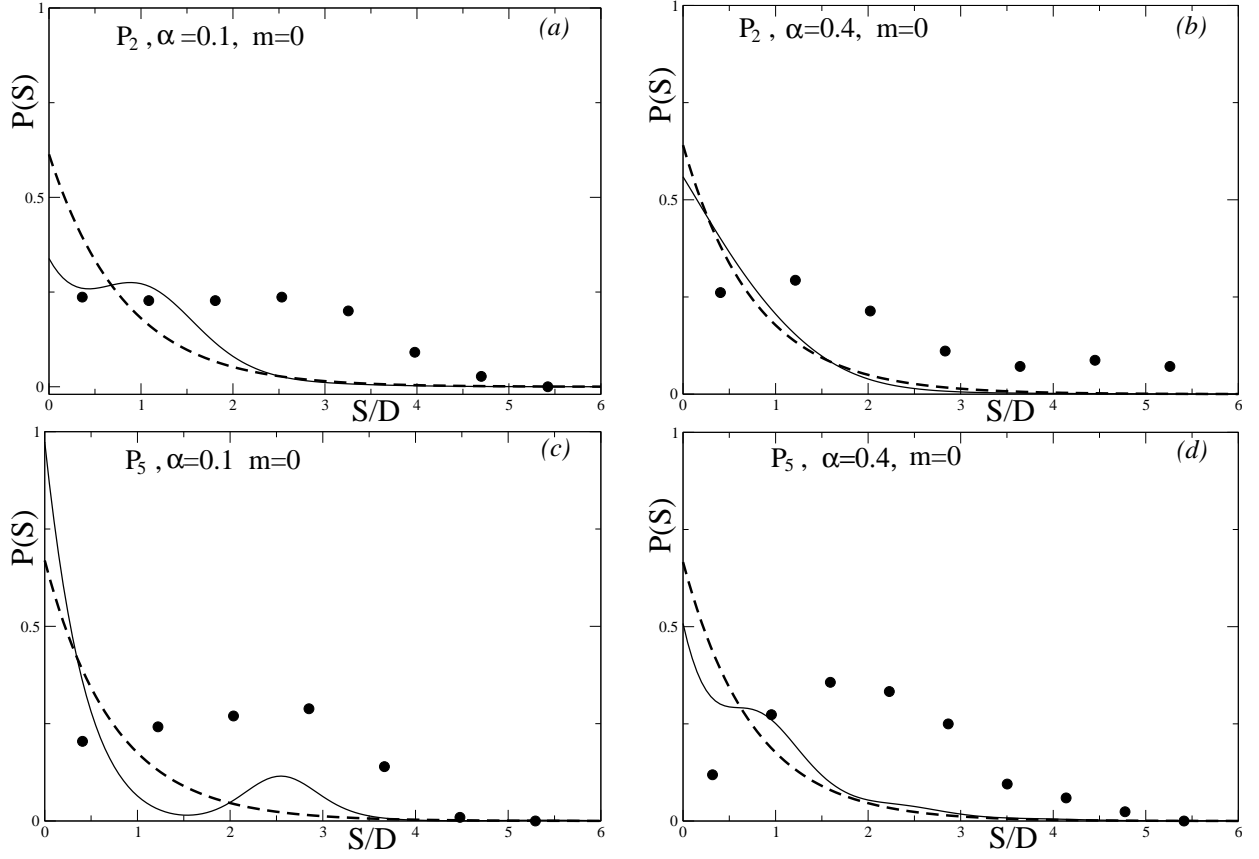 P2 , α=0.1, m=0
(a)
P(S)
1
0.5
0
0 1 2 3 4 5 6
S/D
P2 , α=0.4, m=0
(b)
P(S)
1
0.5
0
0 1 2 3 4 5 6
S/D
P5 , α=0.1 m=0
(c)
P(S)
1
0.5
0
0 1 2 3 4 5 6
S/D
P5 , α=0.4, m=0
(d)
P(S)
1
0.5
0
0 1 2 3 4 5 6
S/D